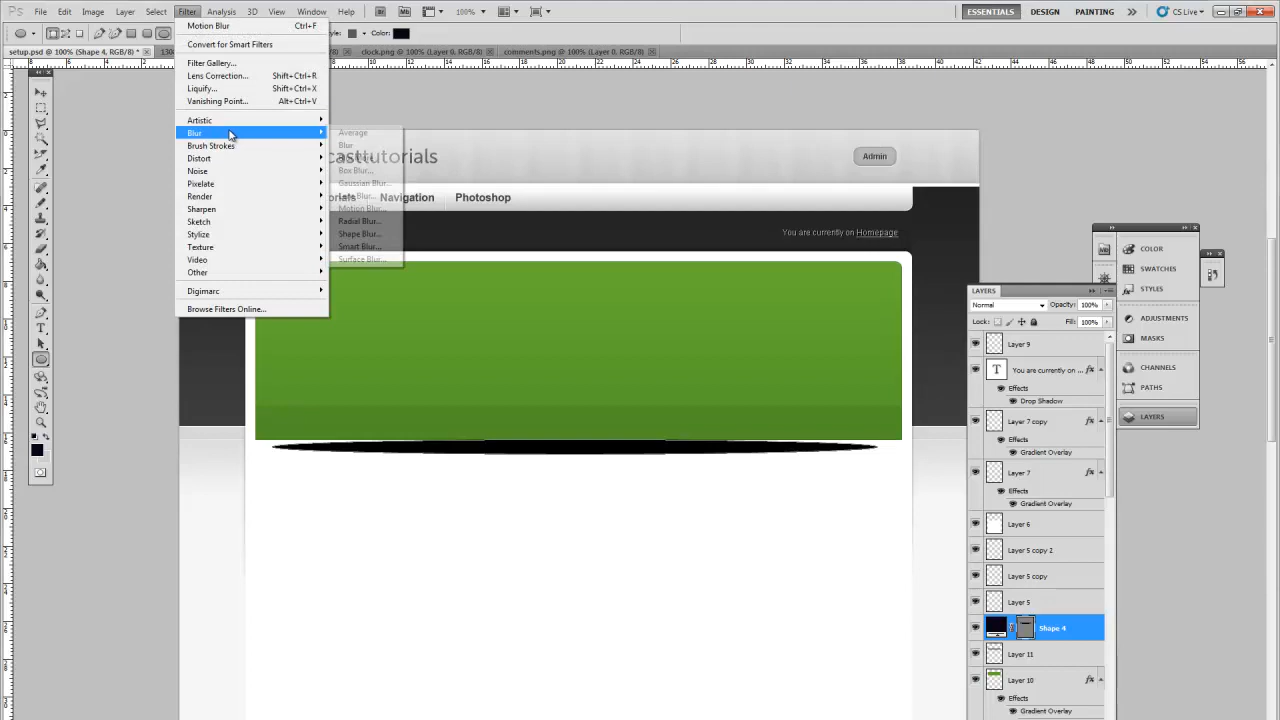 Ps File Edit Image Layer Select Filter Analysis 3D View Window Help Br Mb 100% ESSENTIALS DESIGN PAINTING CS Live
Color:
setup.psd @ 100% (Shape 4, RGB/8) * clock.png @ 100% (Layer 0, RGB/8) comments.png @ 100% (Layer 0, RGB/8)
Motion Blur Ctrl+F
Convert for Smart Filters
Filter Gallery...
Lens Correction... Shift+Ctrl+R
Liquify... Shift+Ctrl+X
Vanishing Point... Alt+Ctrl+V
Artistic
Blur
Brush Strokes
Distort
Noise
Pixelate
Render
Sharpen
Sketch
Stylize
Texture
Video
Other
Digimarc
Browse Filters Online...
Average
Blur
Box Blur...
Gaussian Blur...
Motion Blur...
Radial Blur...
Shape Blur...
Smart Blur...
Surface Blur...
casttutorials
Admin
Navigation Photoshop
You are currently on Homepage
COLOR
SWATCHES
STYLES
ADJUSTMENTS
MASKS
CHANNELS
PATHS
LAYERS
LAYERS
Normal Opacity: 100%
Lock: Fill: 100%
Layer 9
T You are currently on ... fx
Effects
Drop Shadow
Layer 7 copy fx
Effects
Gradient Overlay
Layer 7 fx
Effects
Gradient Overlay
Layer 6
Layer 5 copy 2
Layer 5 copy
Layer 5
Shape 4
Layer 11
Layer 10 fx
Effects
Gradient Overlay